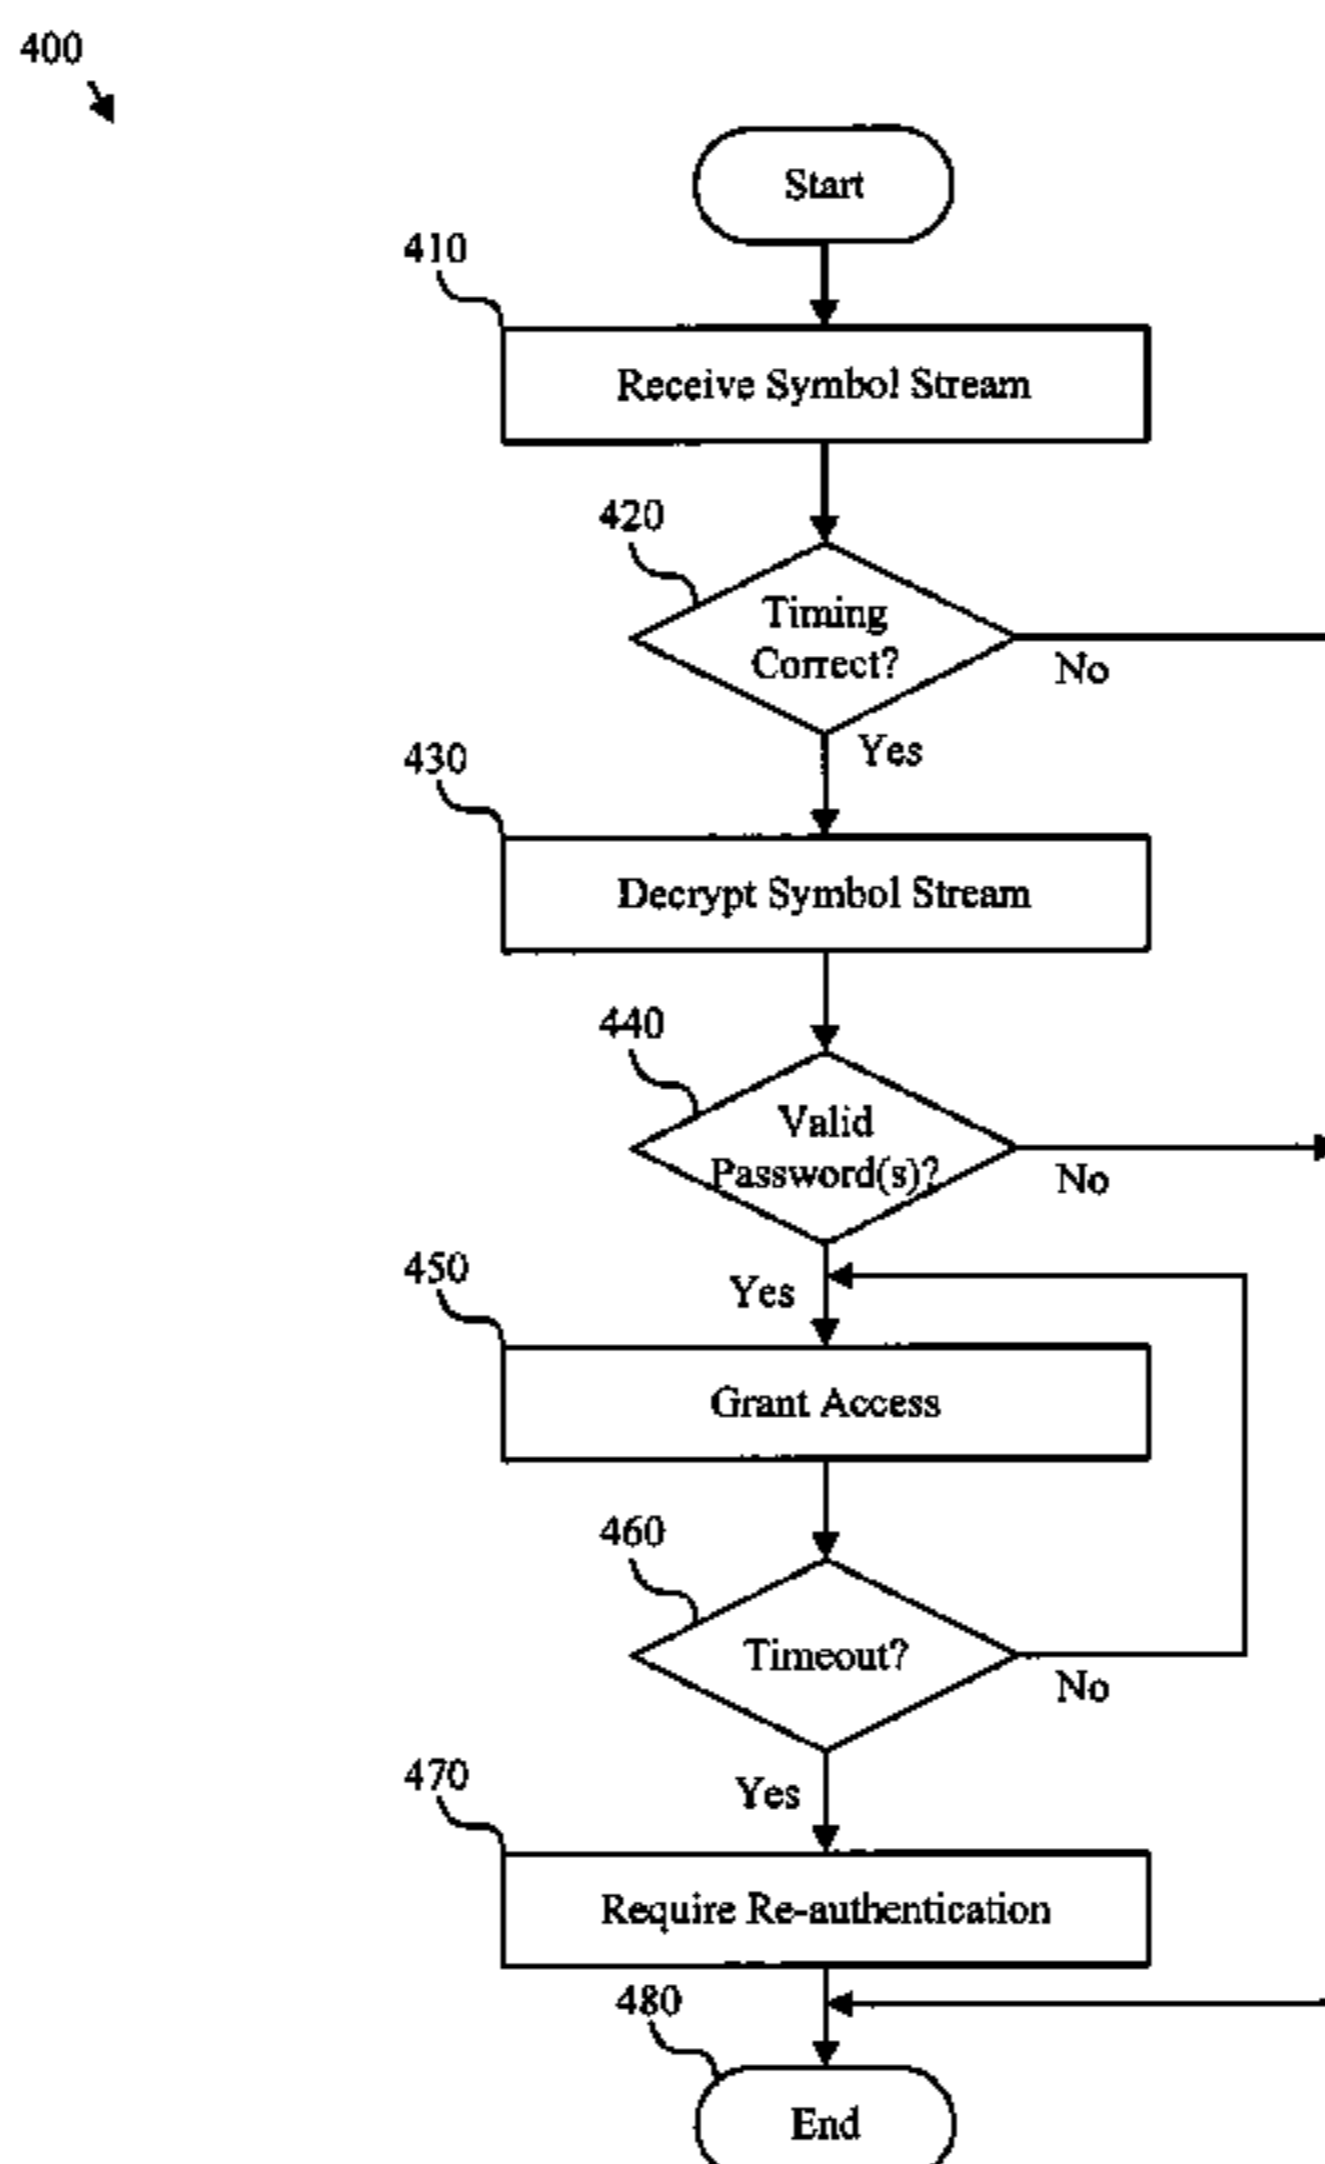 400
Start
410
Receive Symbol Stream
420
Timing
Correct?
No
Yes
430
Decrypt Symbol Stream
440
Valid
Password(s)?
No
Yes
450
Grant Access
460
Timeout?
No
Yes
470
Require Re-authentication
480
End